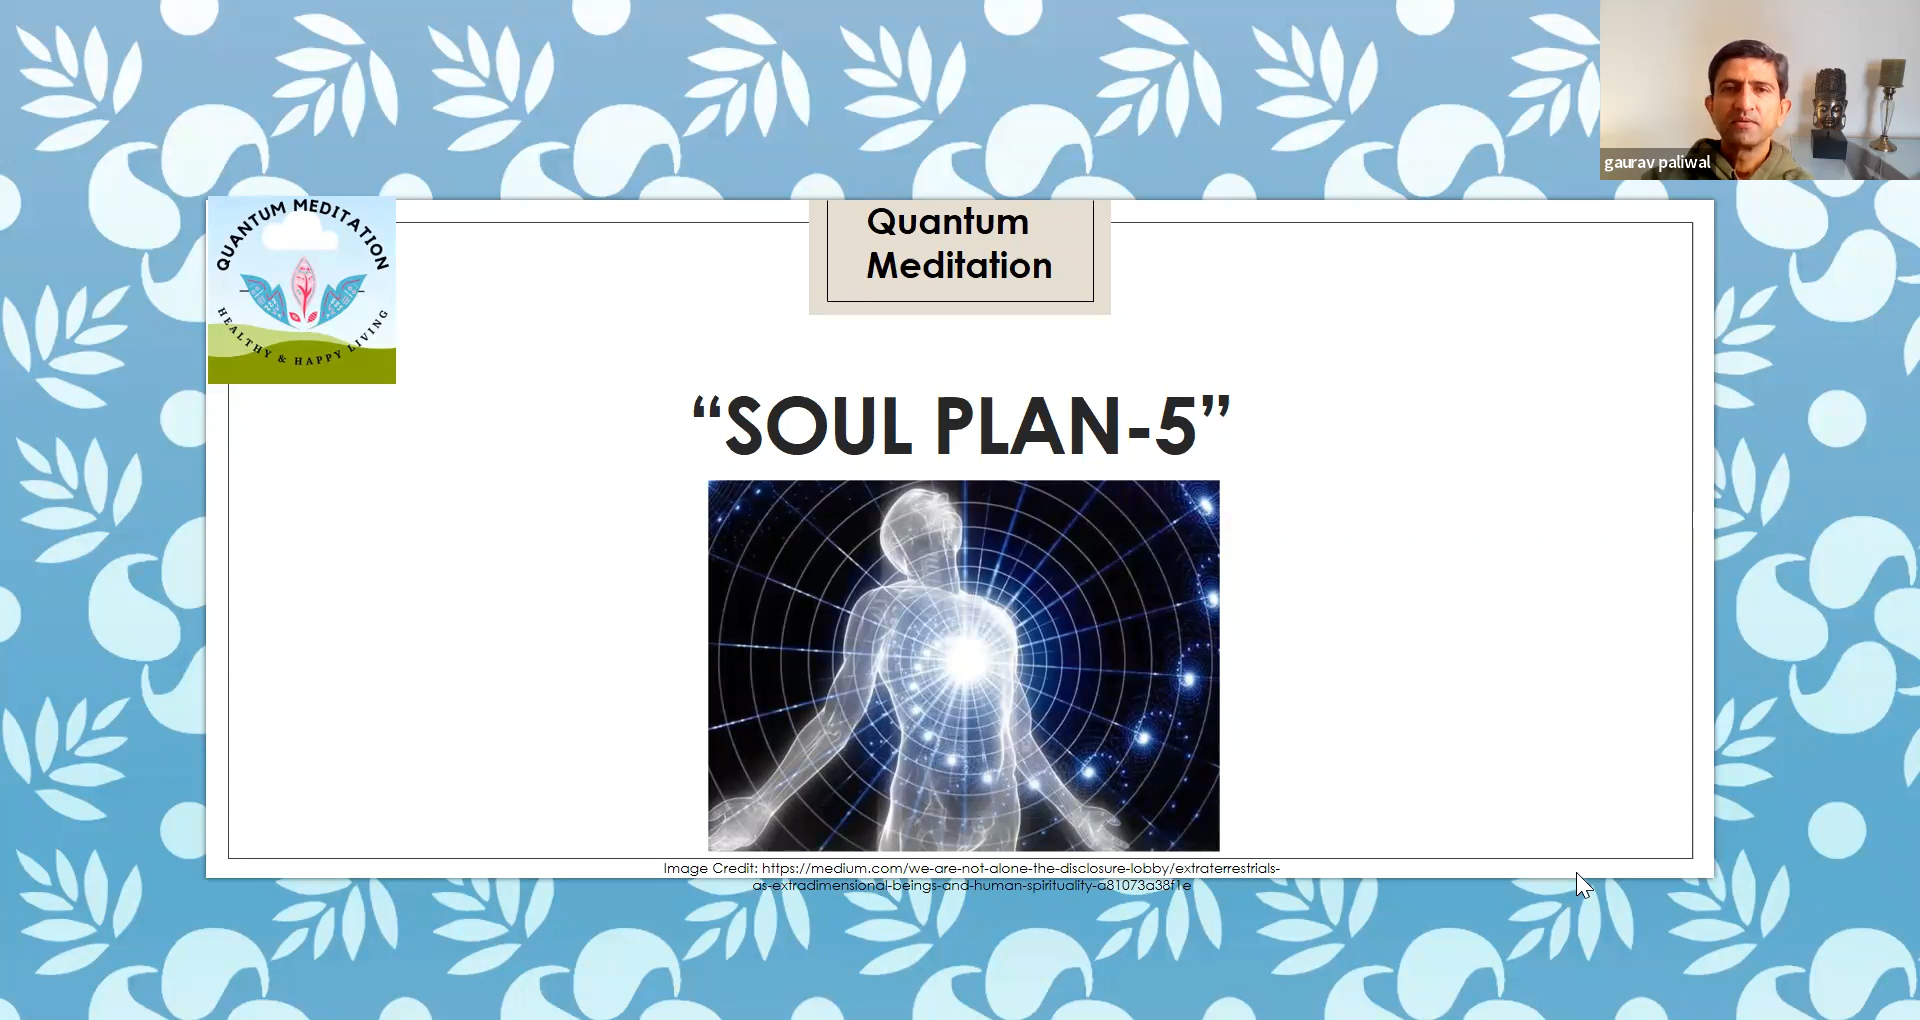 gaurav paliwal
QUANTUM MEDITATION
HEALTHY & HAPPY LIVING
Quantum
Meditation
“SOUL PLAN-5”
Image Credit: https://medium.com/we-are-not-alone-the-disclosure-lobby/extraterrestrials-
as-extradimensional-beings-and-human-spirituality-a81073a38f1e